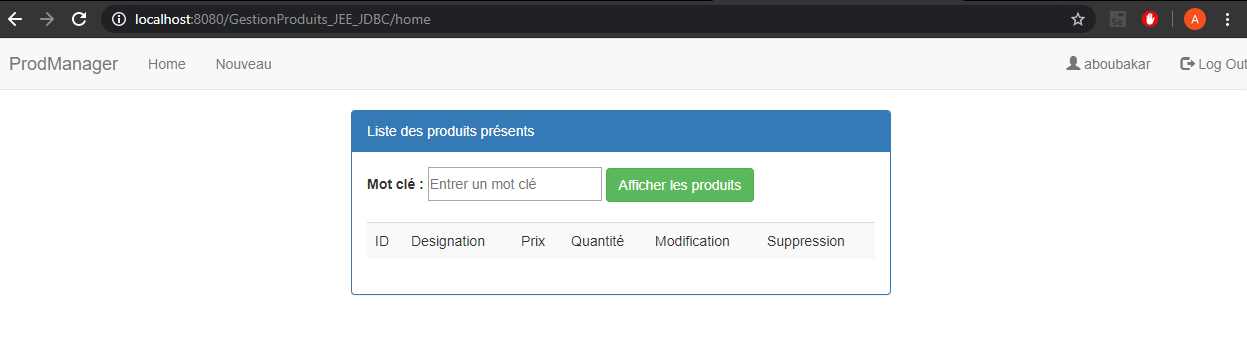 localhost:8080/GestionProduits_JEE_JDBC/home
Se
A
ProdManager Home Nouveau aboubakar Log Out
Liste des produits présents
Mot clé : Entrer un mot clé Afficher les produits
ID Designation Prix Quantité Modification Suppression